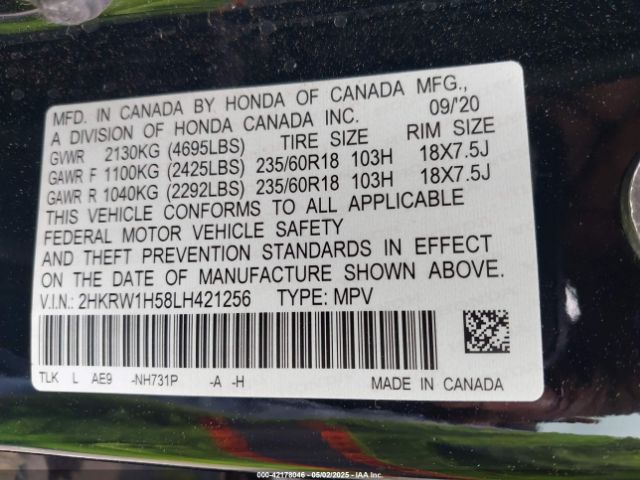 MFD. IN CANADA BY HONDA OF CANADA MFG.,
A DIVISION OF HONDA CANADA INC. 09/'20
GVWR 2130KG (4695LBS) TIRE SIZE RIM SIZE
GAWR F 1100KG (2425LBS) 235/60R18 103H 18X7.5J
GAWR R 1040KG (2292LBS) 235/60R18 103H 18X7.5J
THIS VEHICLE CONFORMS TO ALL APPLICABLE
FEDERAL MOTOR VEHICLE SAFETY
AND THEFT PREVENTION STANDARDS IN EFFECT
ON THE DATE OF MANUFACTURE SHOWN ABOVE.
V.I.N.: 2HKRW1H58LH421256 TYPE: MPV
TLK L AE9 -NH731P -A -H MADE IN CANADA
000-42178046 - 05/02/2025 - IAA Inc.